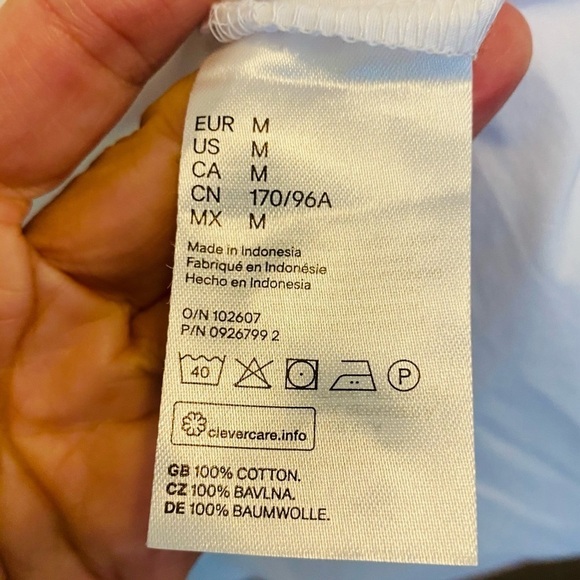 EUR M
US M
CA M
CN 170/96A
MX M
Made in Indonesia
Fabriqué en Indonésie
Hecho en Indonesia
O/N 102607
P/N 0926799 2
40 P
clevercare.info
GB 100% COTTON.
CZ 100% BAVLNA.
DE 100% BAUMWOLLE.